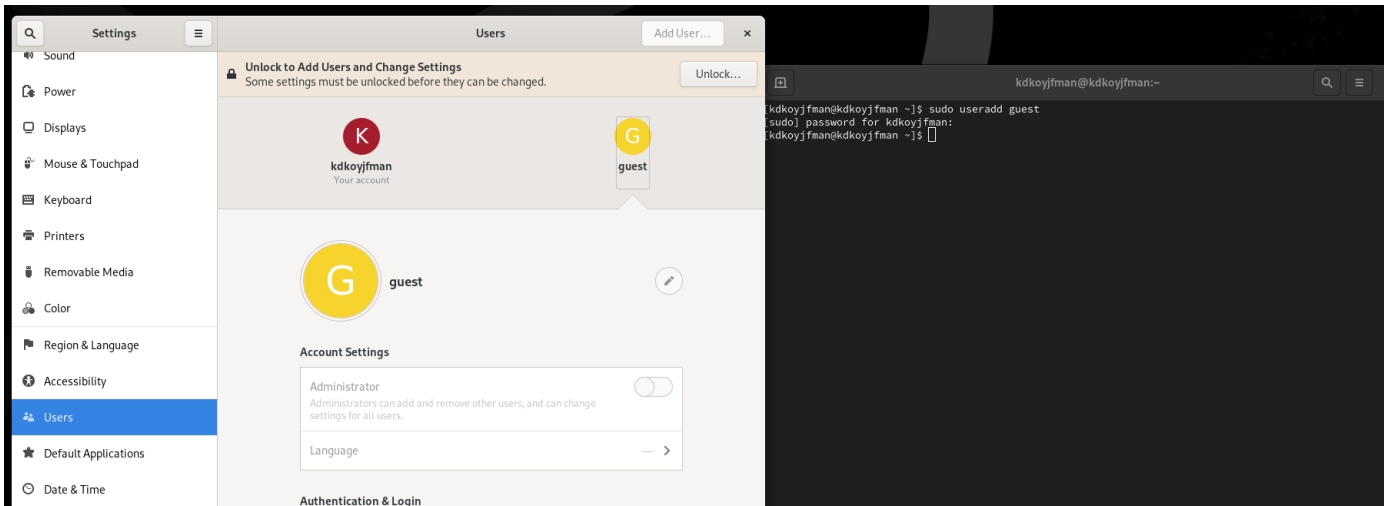 Settings
Users
Add User...
Sound
Power
Displays
Mouse & Touchpad
Keyboard
Printers
Removable Media
Color
Region & Language
Accessibility
Users
Default Applications
Date & Time
Unlock to Add Users and Change Settings
Some settings must be unlocked before they can be changed.
Unlock...
K
kdkoyjfman
Your account
G
guest
G
guest
Account Settings
Administrator
Administrators can add and remove other users, and can change
settings for all users.
Language —
Authentication & Login
kdkoyjfman@kdkoyjfman:~
[kdkoyjfman@kdkoyjfman ~]$ sudo useradd guest
[sudo] password for kdkoyjfman:
[kdkoyjfman@kdkoyjfman ~]$